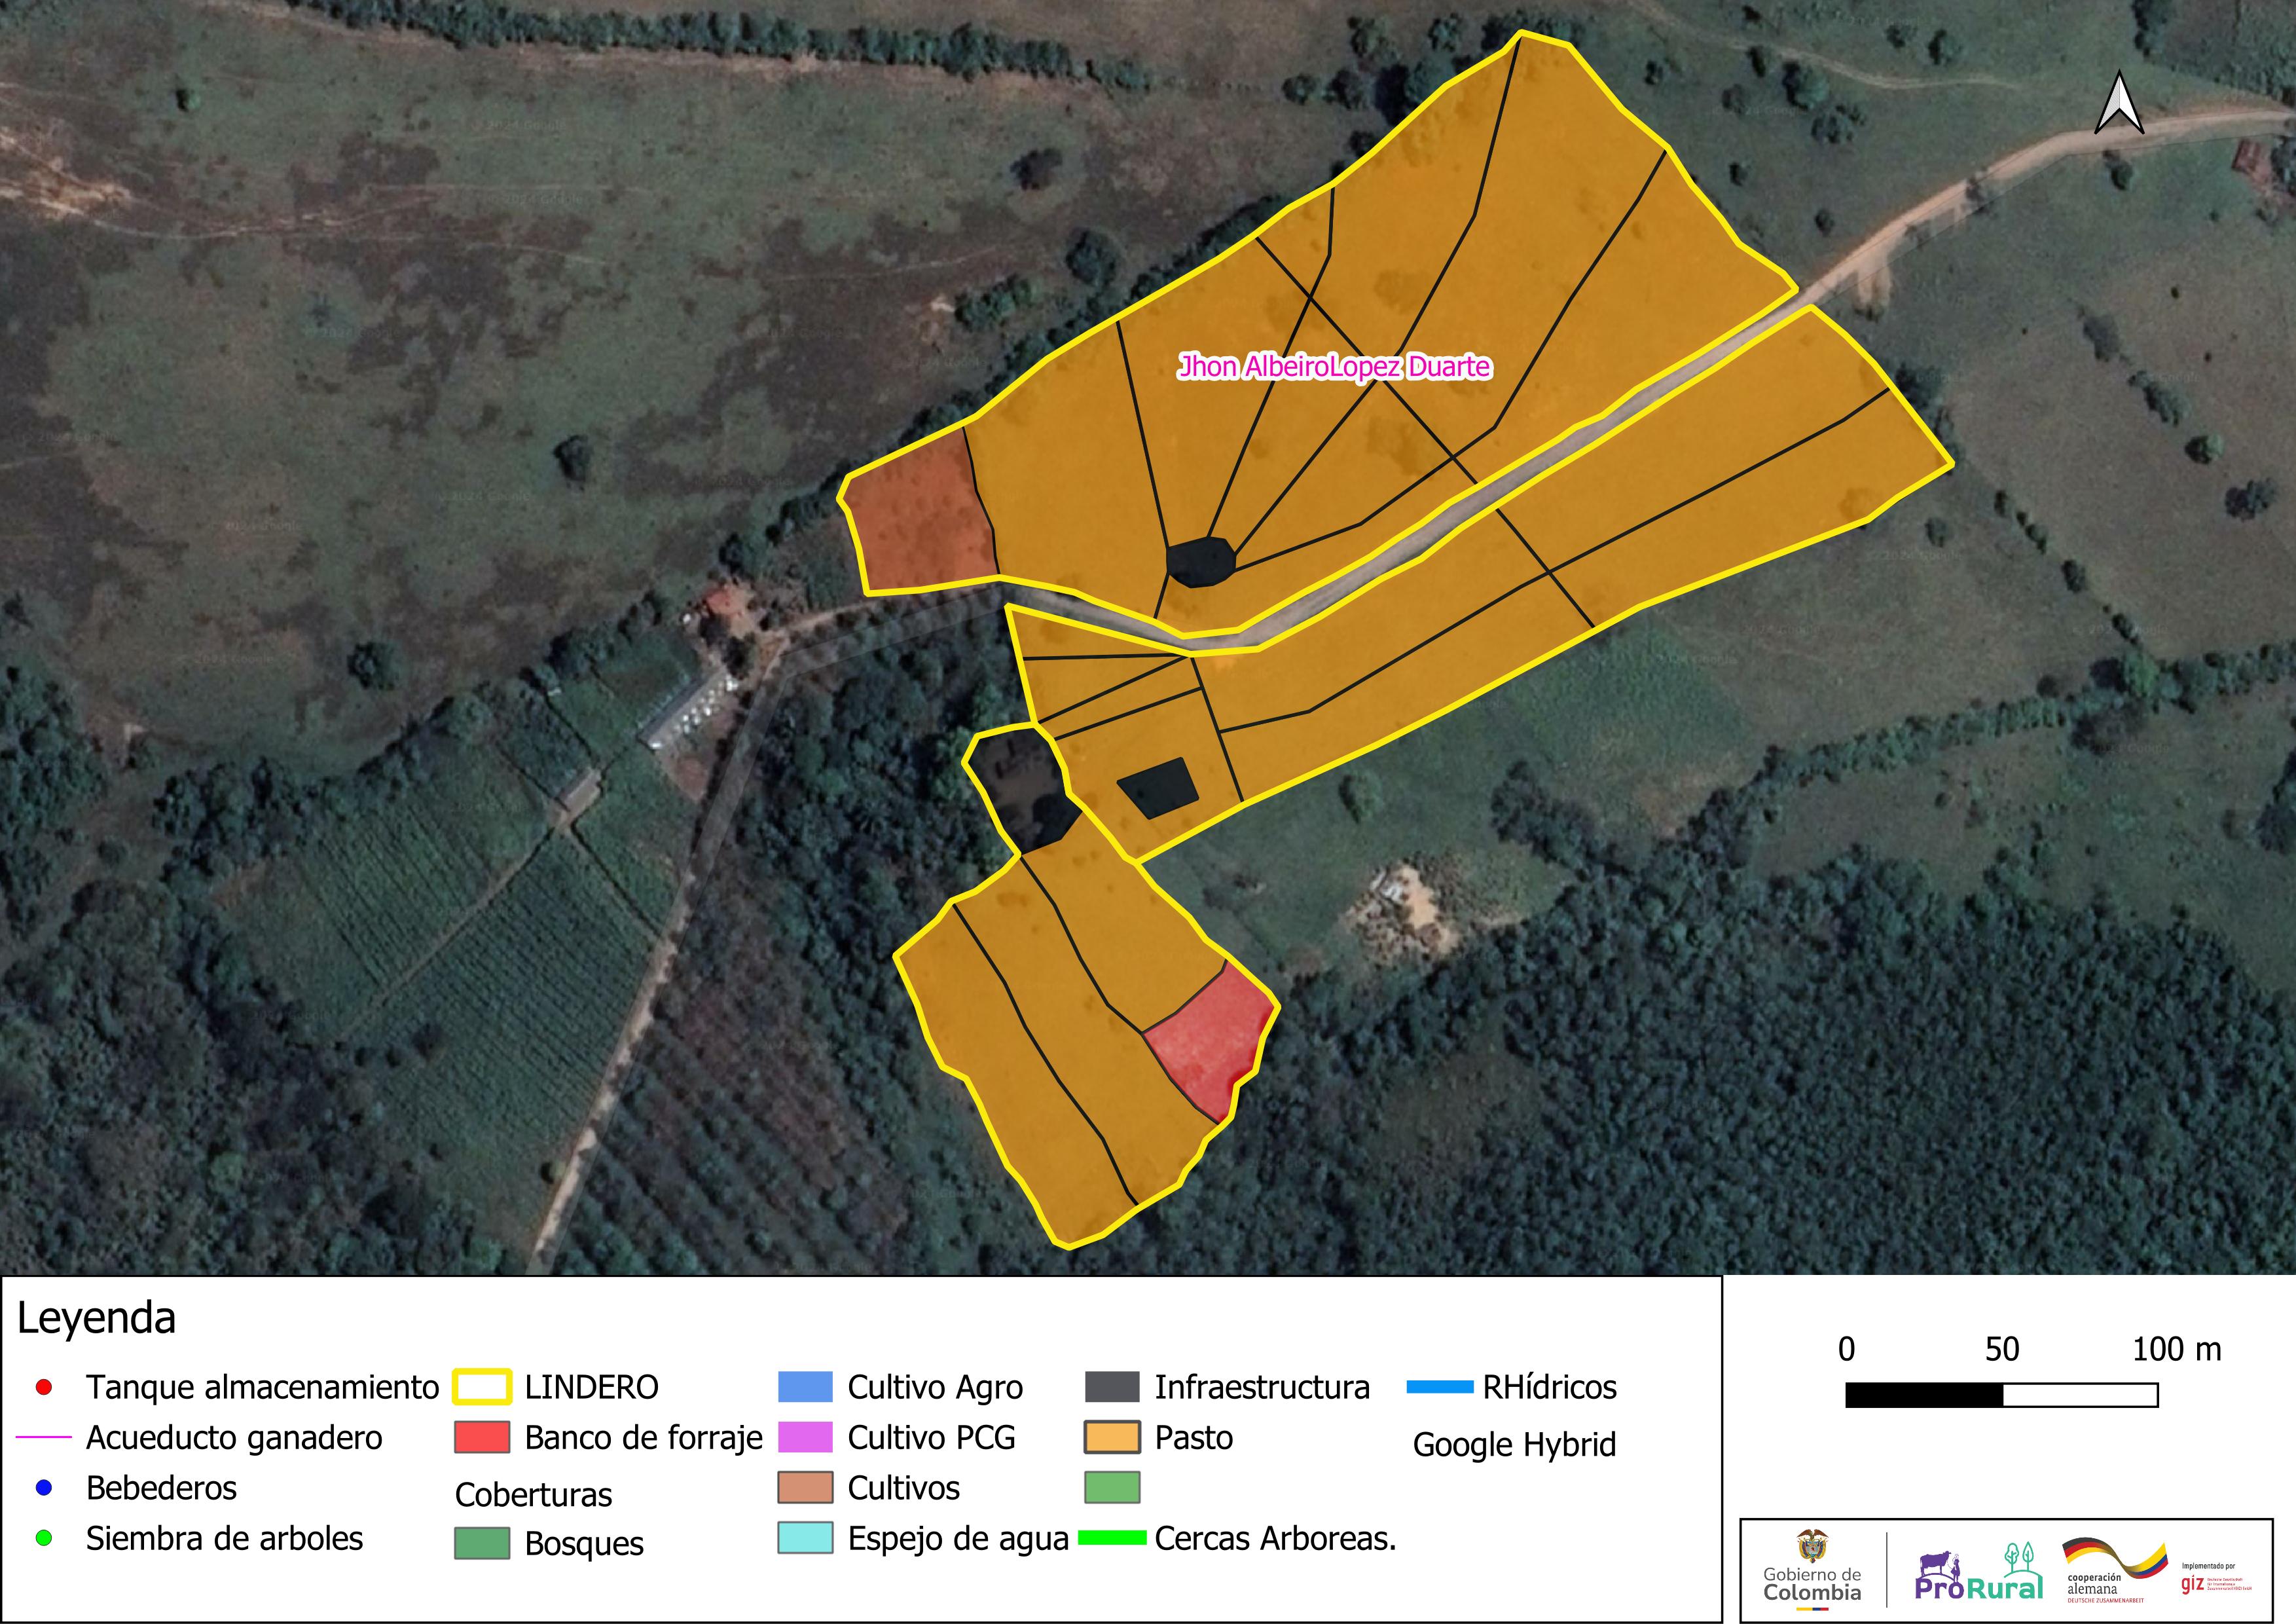 Jhon AlbeiroLopez Duarte
Leyenda
Tanque almacenamiento
Acueducto ganadero
Bebederos
Siembra de arboles
LINDERO
Banco de forraje
Coberturas
Bosques
Cultivo Agro
Cultivo PCG
Cultivos
Espejo de agua
Infraestructura
Pasto
Cercas Arboreas.
RHídricos
Google Hybrid
0 50 100 m
Gobierno de
Colombia
ProRural
cooperación
alemana
DEUTSCHE ZUSAMMENARBEIT
Implementado por
giz